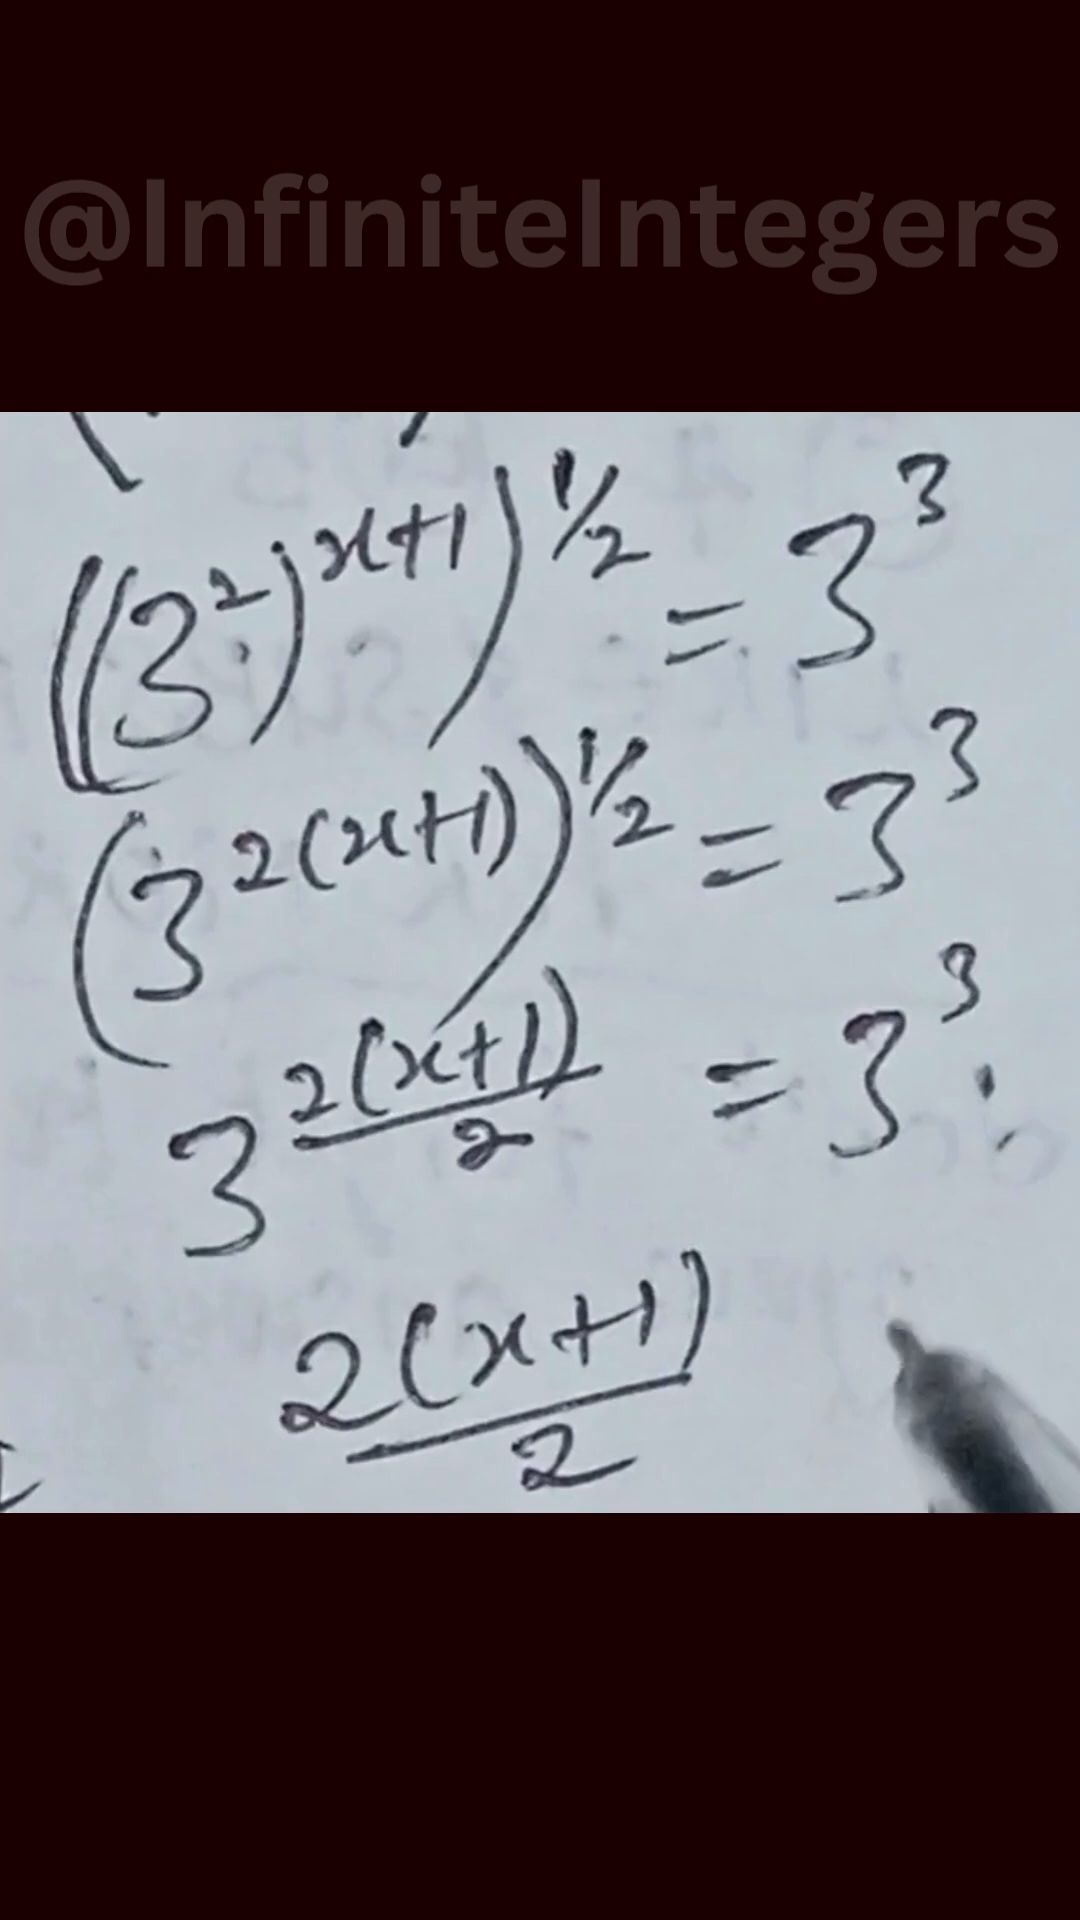 @InfiniteIntegers
((3²)^(x+1))^(1/2) = 3³
(3^(2(x+1)))^(1/2) = 3³
3^(2(x+1)/2) = 3³
2(x+1)/2